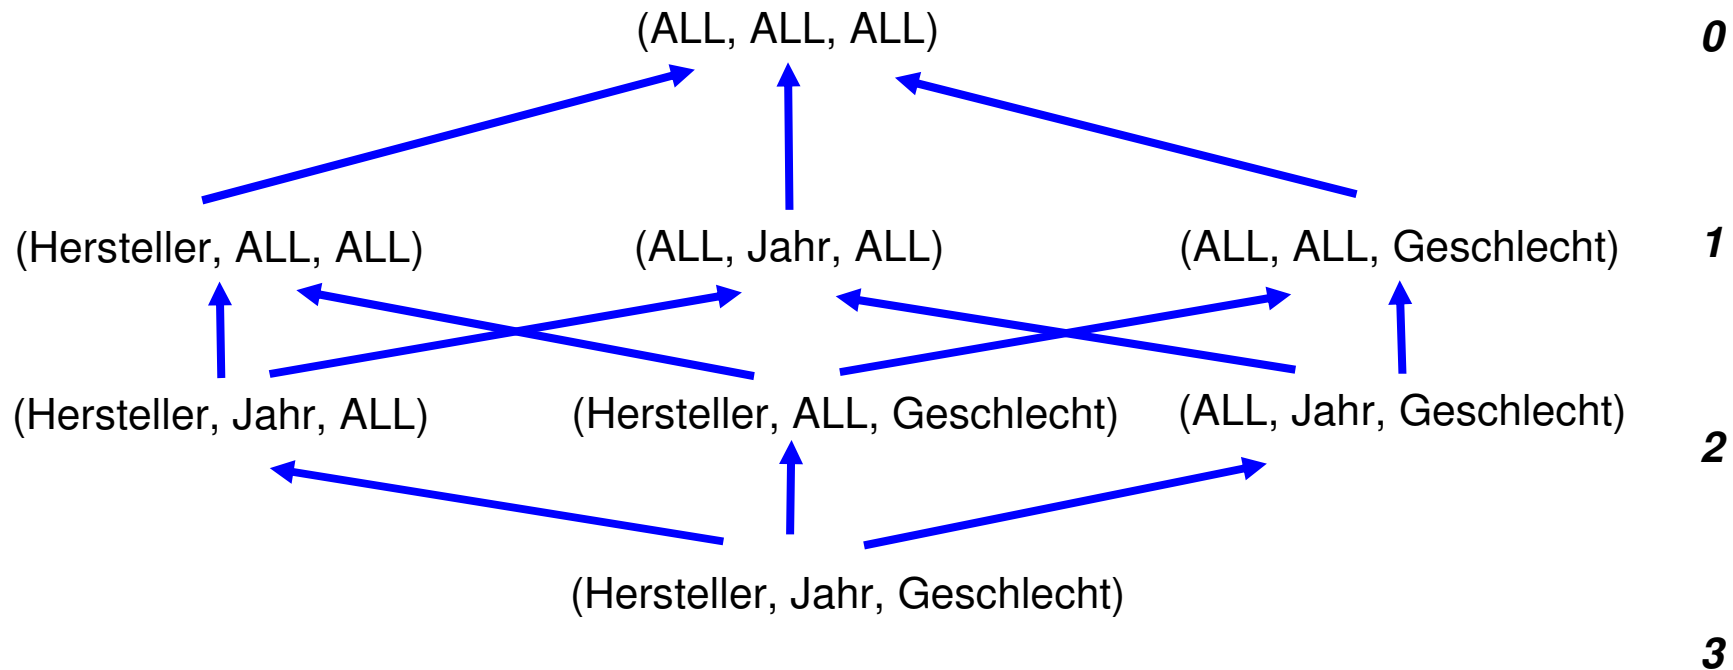 (ALL, ALL, ALL) 0
(Hersteller, ALL, ALL) (ALL, Jahr, ALL) (ALL, ALL, Geschlecht) 1
(Hersteller, Jahr, ALL) (Hersteller, ALL, Geschlecht) (ALL, Jahr, Geschlecht)
2
(Hersteller, Jahr, Geschlecht)
3